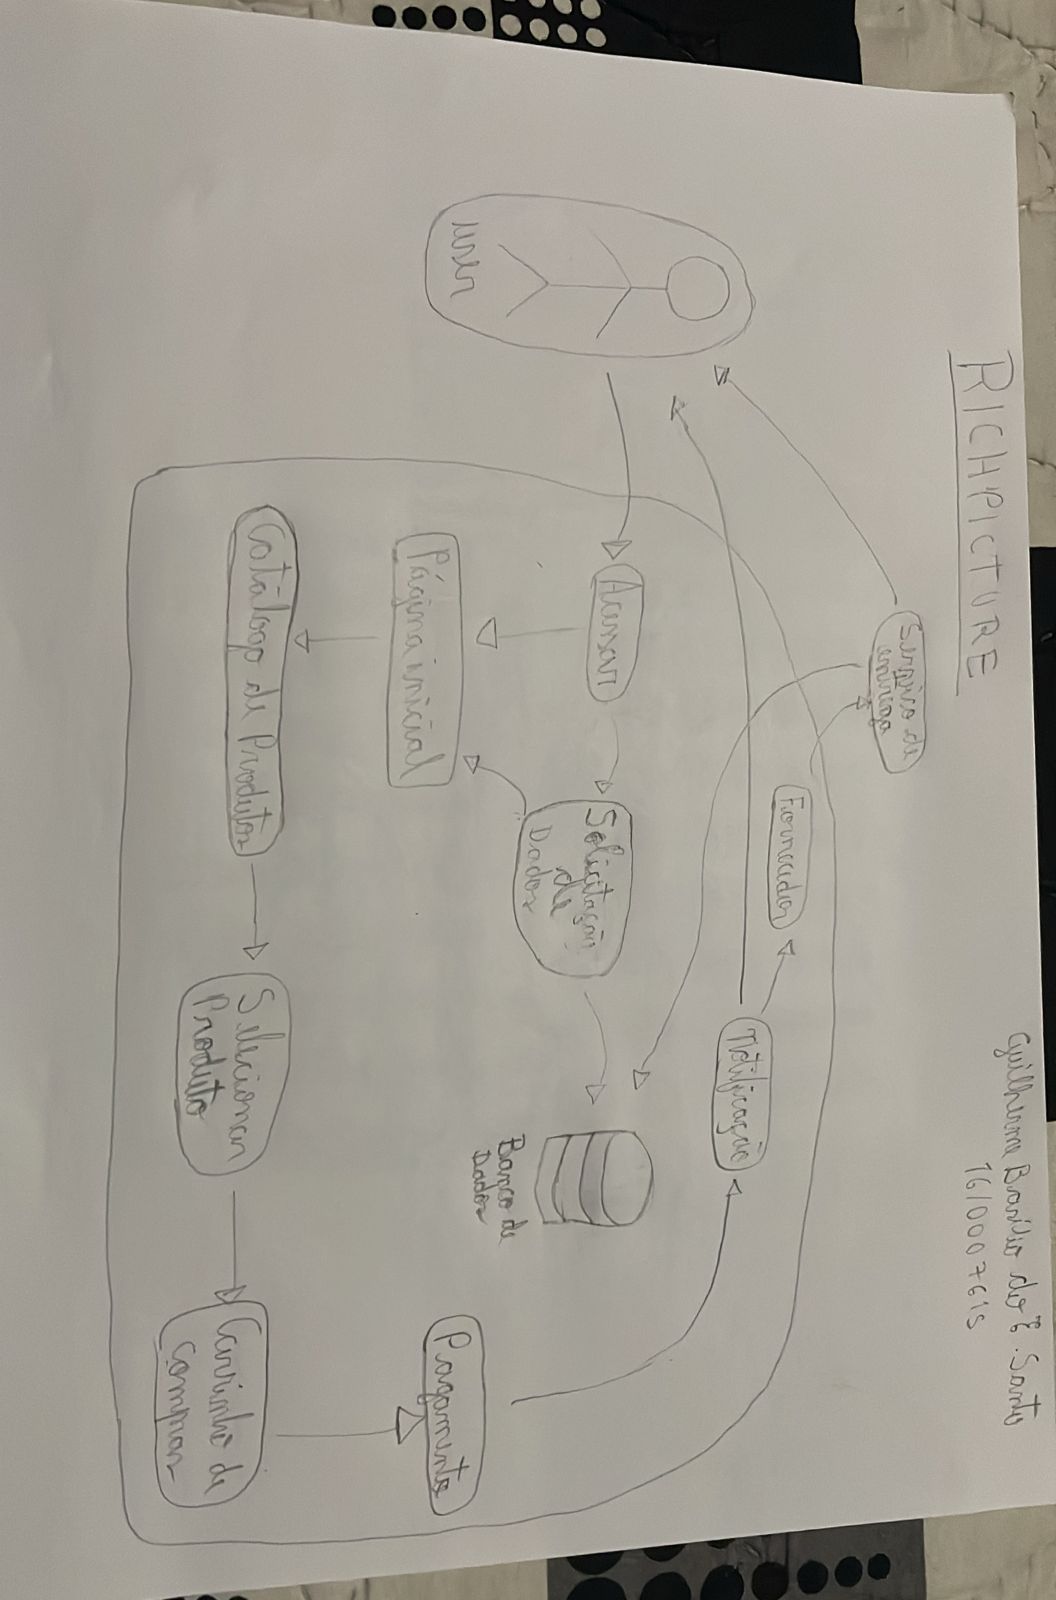 RICHPICTURE
Guilherme Brasílio do E. Santo
16/0007615
Serviço de
entrega
Fornecedor
Notificação
Acessar
Solicitação
de
Dados
Banco de
Dados
user
Página inicial
Pagamento
Catálogo de Produtos
Selecionar
Produto
Carrinho de
compras